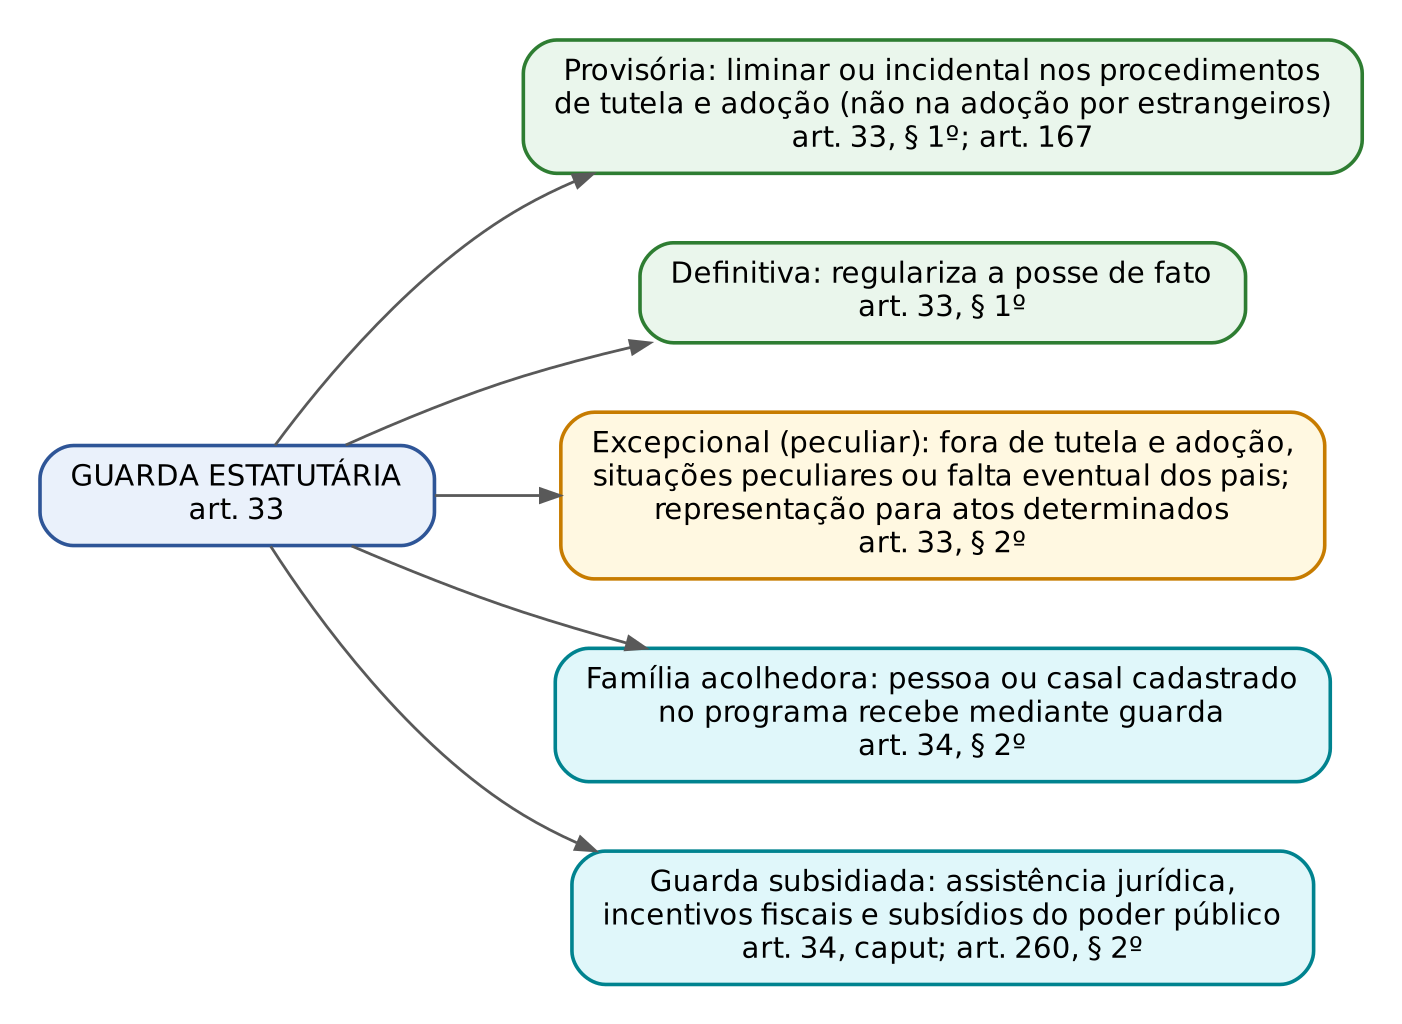 Provisória: liminar ou incidental nos procedimentos
de tutela e adoção (não na adoção por estrangeiros)
art. 33, § 1º; art. 167
Definitiva: regulariza a posse de fato
art. 33, § 1º
GUARDA ESTATUTÁRIA
art. 33
Excepcional (peculiar): fora de tutela e adoção,
situações peculiares ou falta eventual dos pais;
representação para atos determinados
art. 33, § 2º
Família acolhedora: pessoa ou casal cadastrado
no programa recebe mediante guarda
art. 34, § 2º
Guarda subsidiada: assistência jurídica,
incentivos fiscais e subsídios do poder público
art. 34, caput; art. 260, § 2º